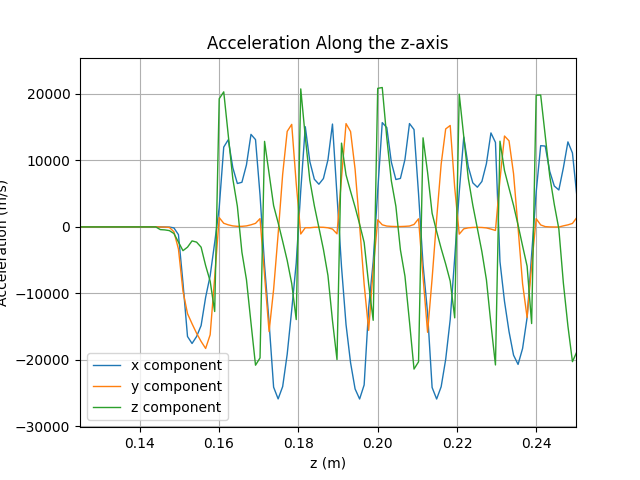 Acceleration Along the z-axis
Acceleration (m/s)
20000
10000
0
−10000
−20000
−30000
x component
y component
z component
0.14 0.16 0.18 0.20 0.22 0.24
z (m)